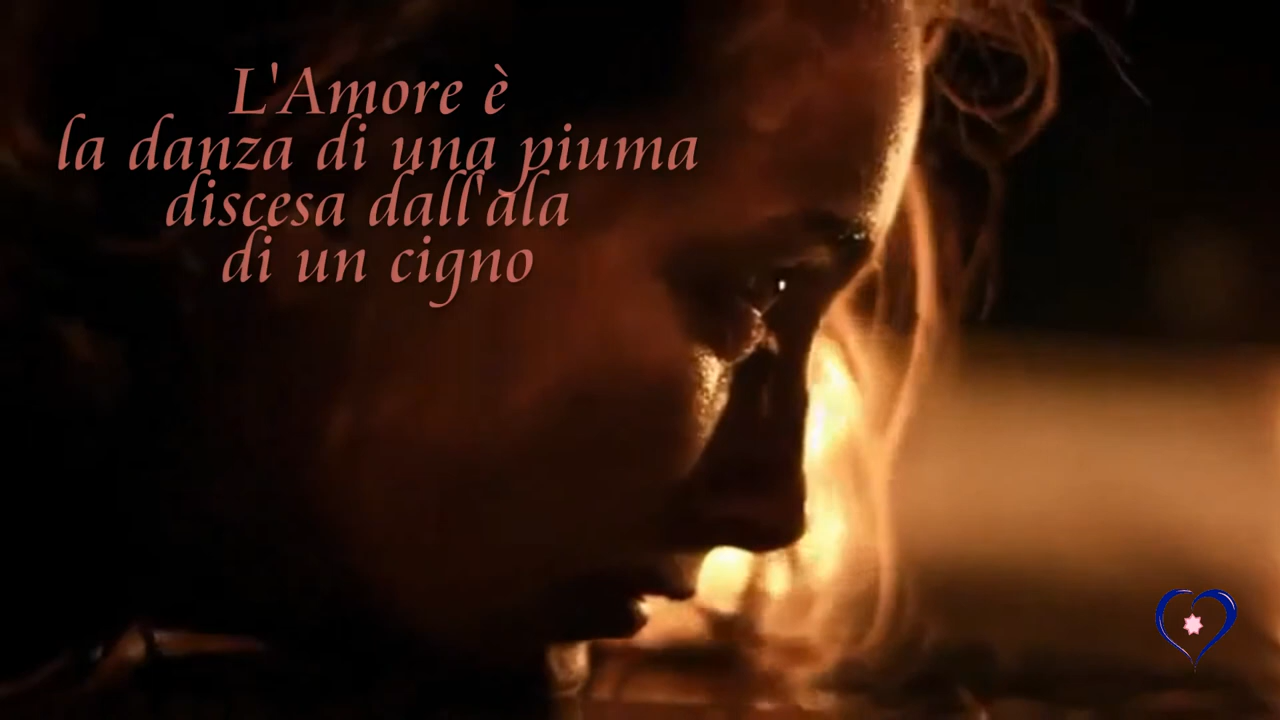 L'Amore è
la danza di una piuma
discesa dall'ala
di un cigno